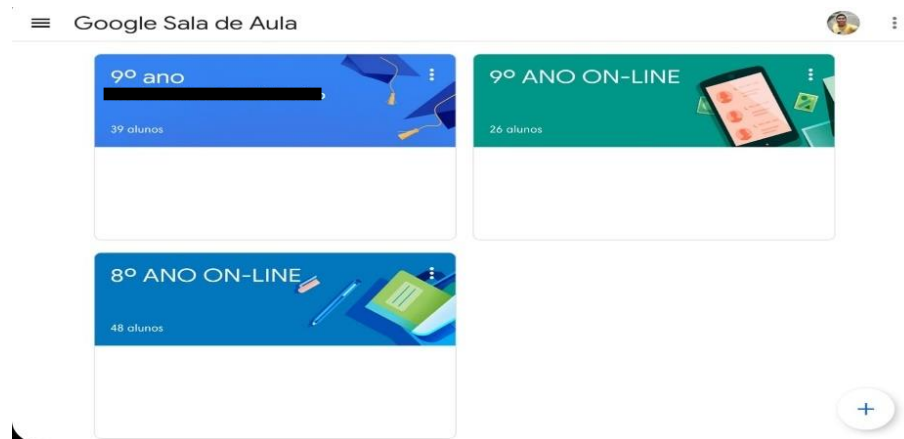 Google Sala de Aula
9º ano
39 alunos
9º ANO ON-LINE
26 alunos
8º ANO ON-LINE
48 alunos